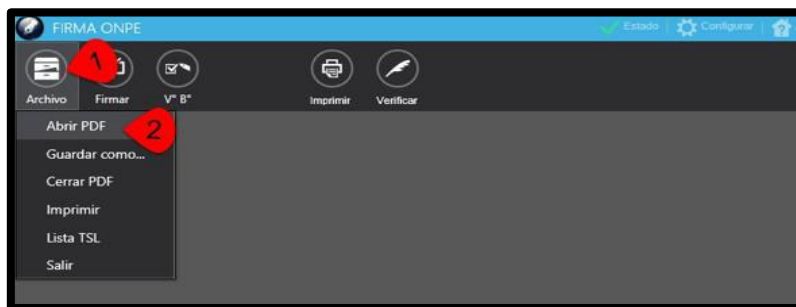 FIRMA ONPE
Estado
Configurar
1
Archivo
Firmar
V° B°
Imprimir
Verificar
Abrir PDF
2
Guardar como...
Cerrar PDF
Imprimir
Lista TSL
Salir